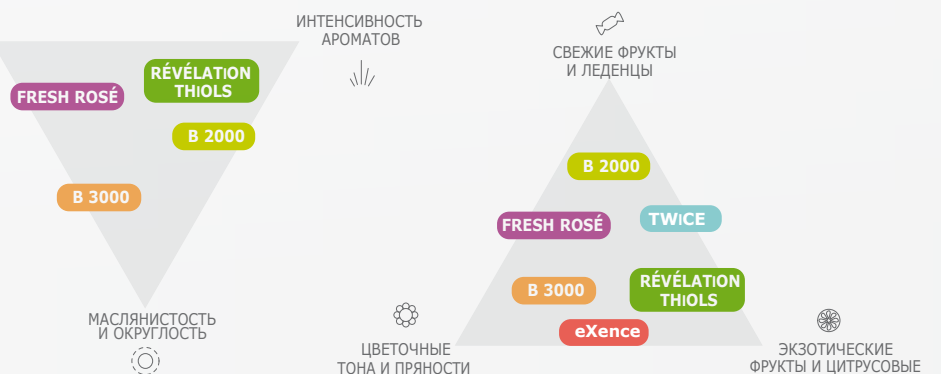 ИНТЕНСИВНОСТЬ
АРОМАТОВ
FRESH ROSÉ
RÉVÉLATION
THIOLS
B 2000
B 3000
МАСЛЯНИСТОСТЬ
И ОКРУГЛОСТЬ
СВЕЖИЕ ФРУКТЫ
И ЛЕДЕНЦЫ
B 2000
FRESH ROSÉ
TWICE
B 3000
RÉVÉLATION
THIOLS
eXence
ЦВЕТОЧНЫЕ
ТОНА И ПРЯНОСТИ
ЭКЗОТИЧЕСКИЕ
ФРУКТЫ И ЦИТРУСОВЫЕ